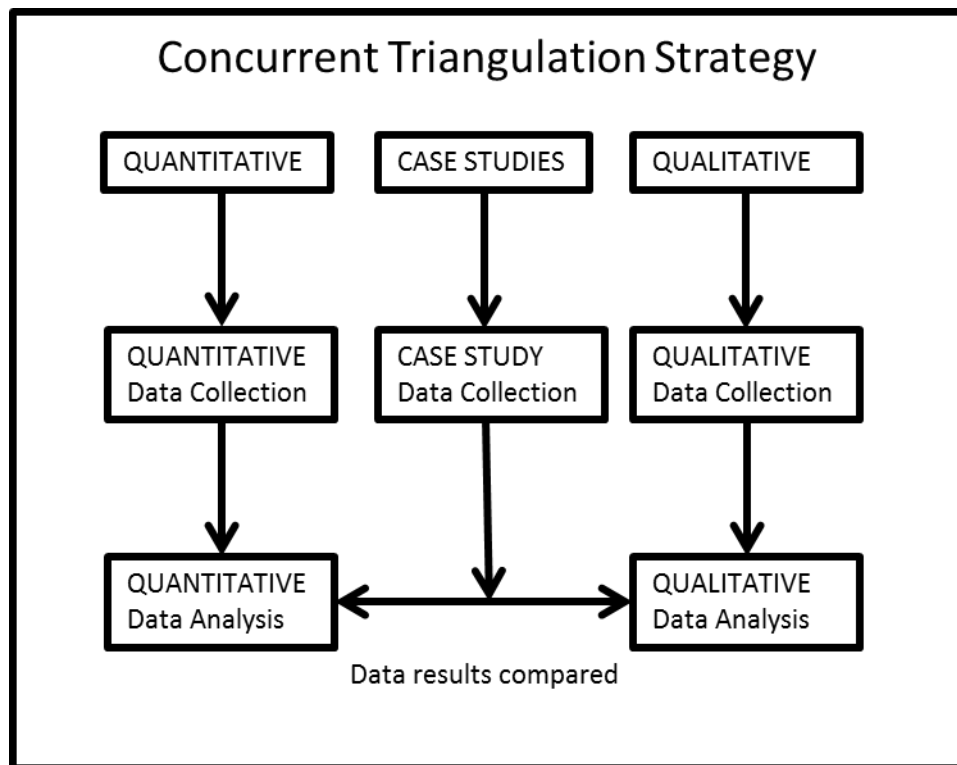 Concurrent Triangulation Strategy
QUANTITATIVE
CASE STUDIES
QUALITATIVE
QUANTITATIVE
Data Collection
CASE STUDY
Data Collection
QUALITATIVE
Data Collection
QUANTITATIVE
Data Analysis
QUALITATIVE
Data Analysis
Data results compared